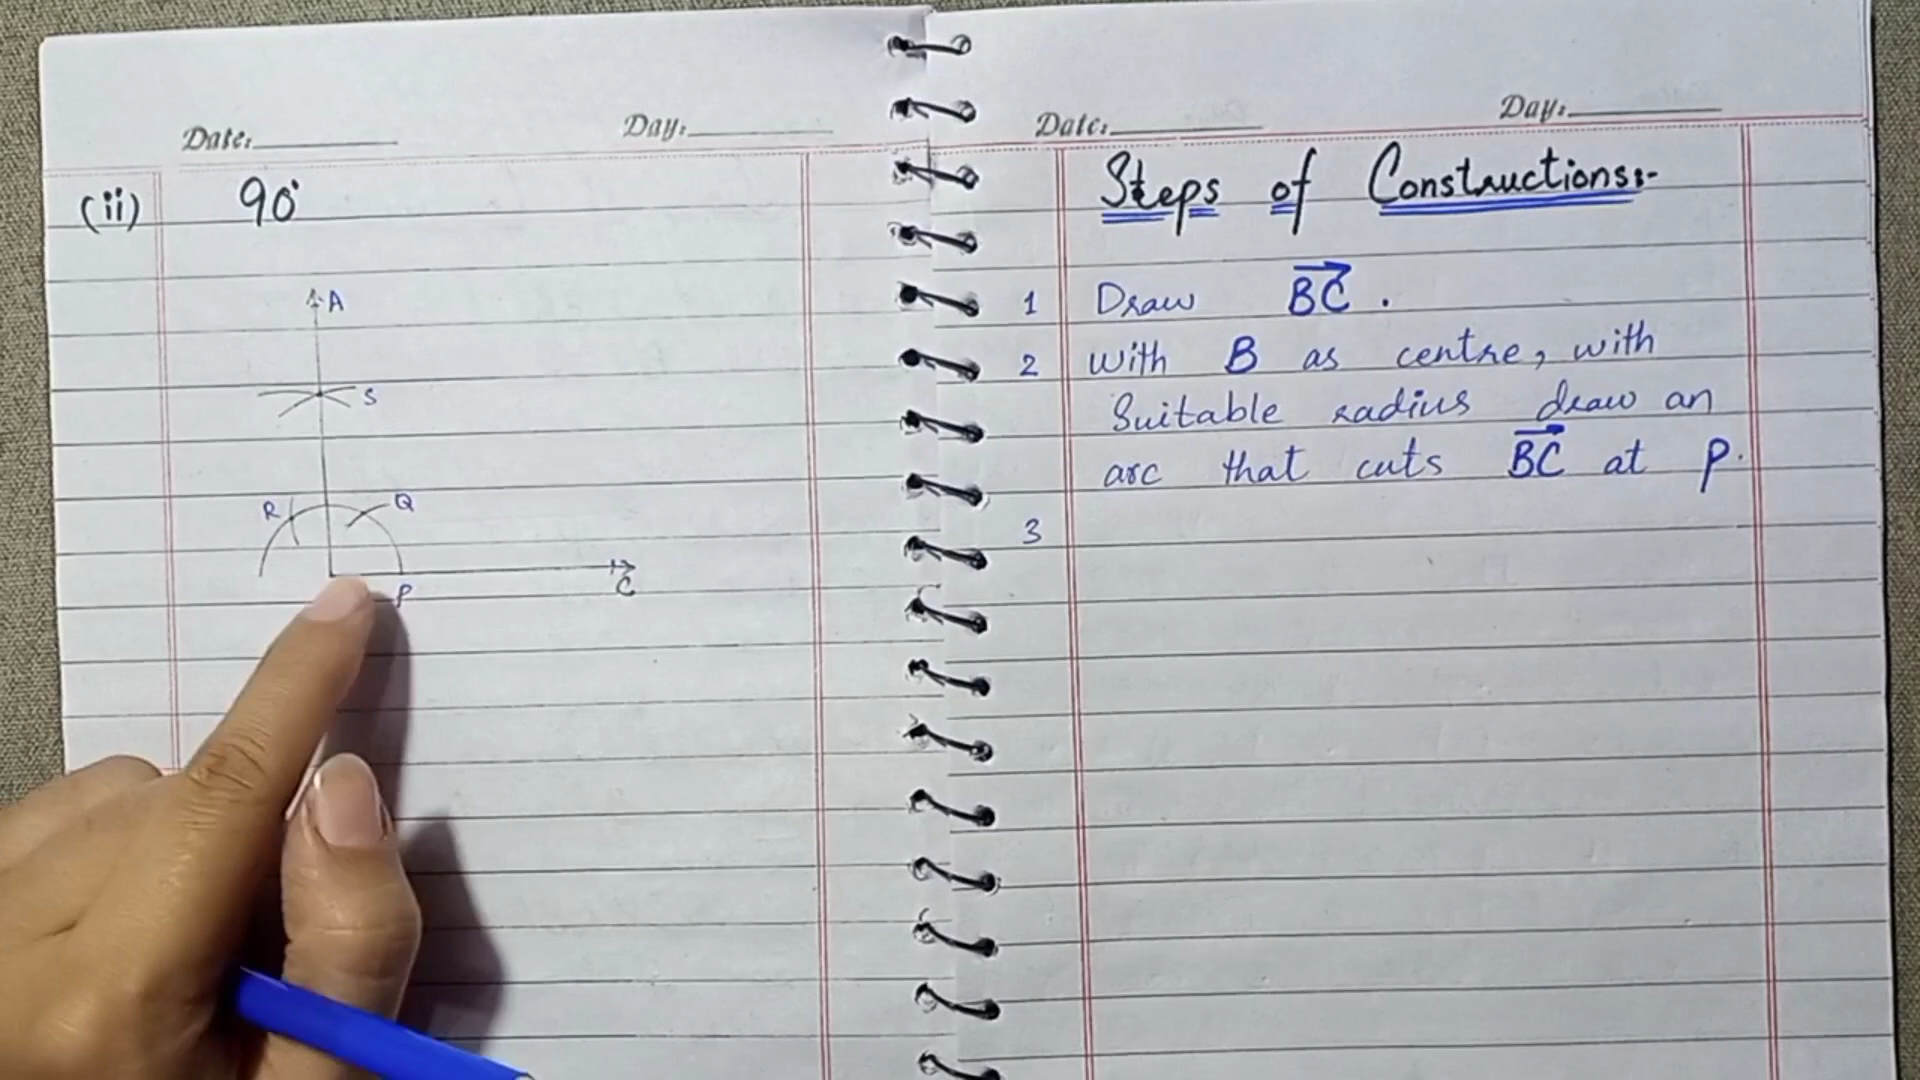 Date: Day:
(ii) 90°
A
S
R Q
P C
Date: Day:
Steps of Constructions:-
1 Draw BC⃗ .
2 With B as centre, with
Suitable radius draw an
arc that cuts BC⃗ at P.
3